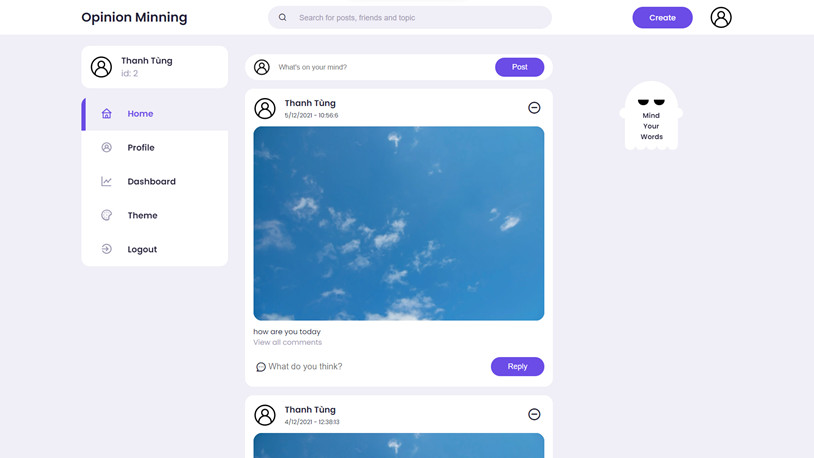 Opinion Minning
Search for posts, friends and topic
Create
Thanh Tùng
id: 2
Home
Profile
Dashboard
Theme
Logout
What's on your mind?
Post
Thanh Tùng
5/12/2021 - 10:56:6
how are you today
View all comments
What do you think?
Reply
Thanh Tùng
4/12/2021 - 12:38:13
Mind
Your
Words